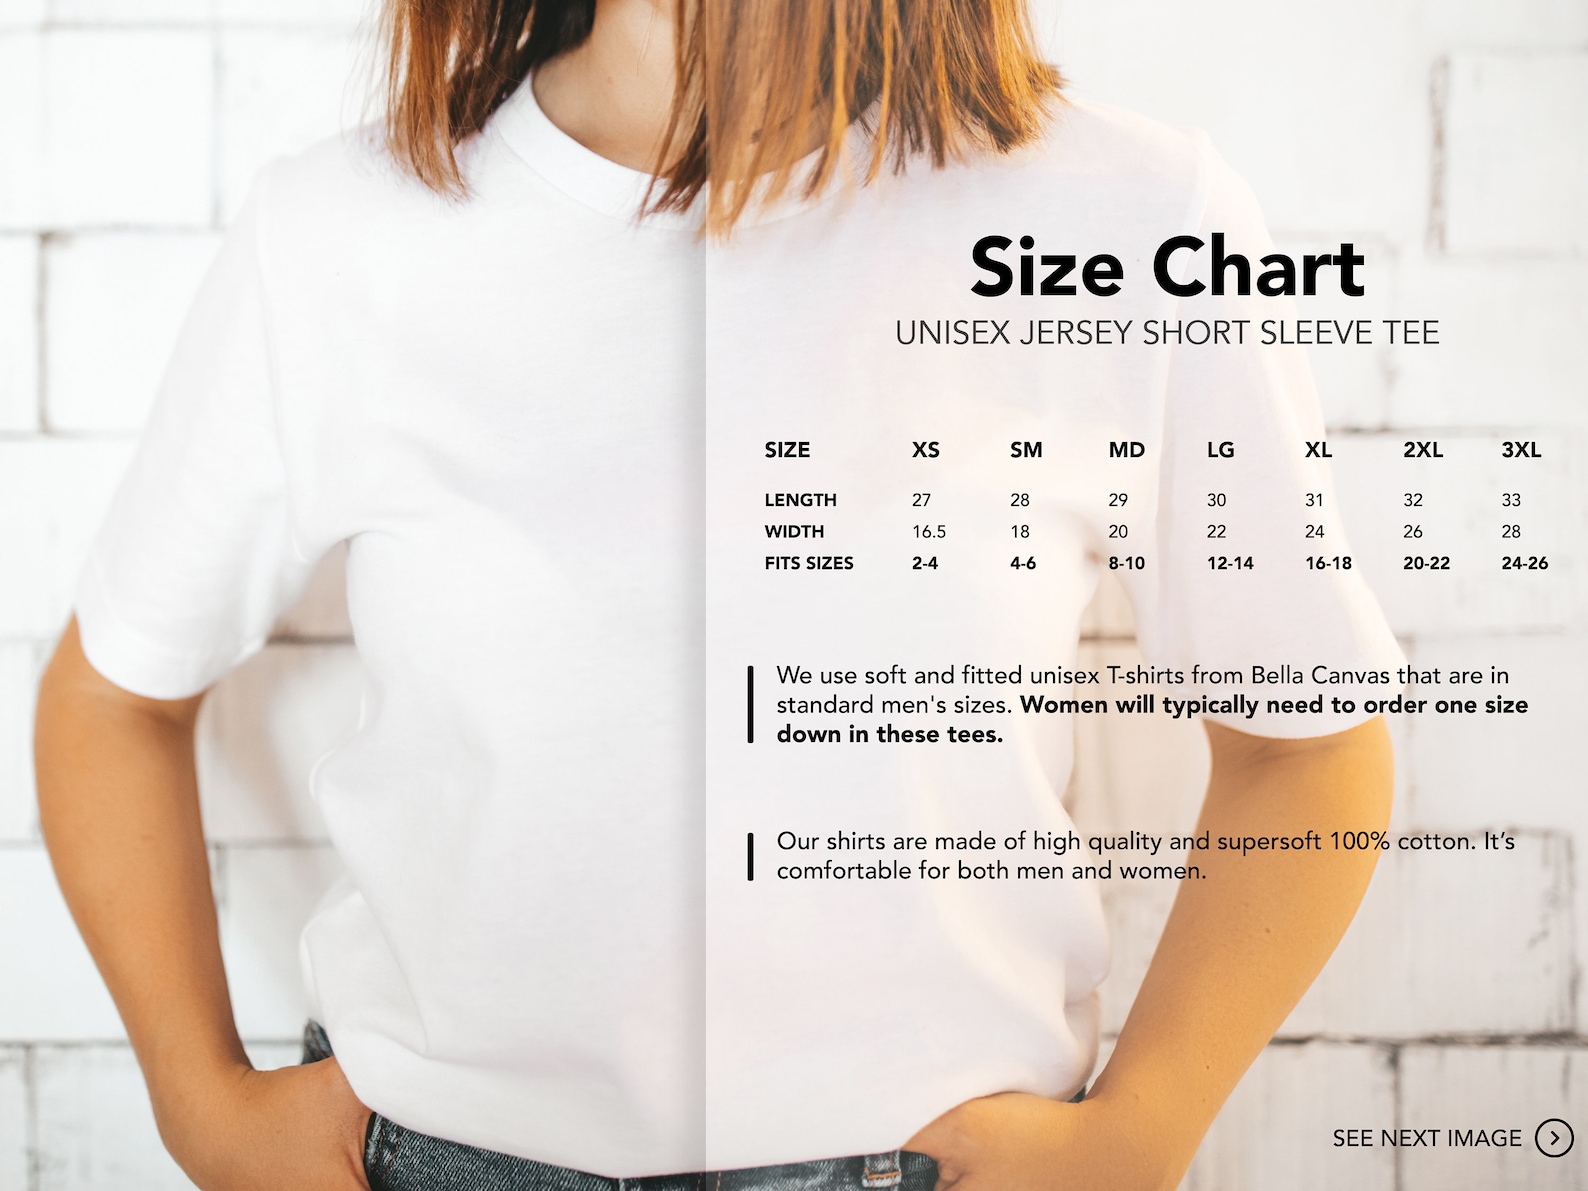 Size Chart
UNISEX JERSEY SHORT SLEEVE TEE
SIZE XS SM MD LG XL 2XL 3XL
LENGTH 27 28 29 30 31 32 33
WIDTH 16.5 18 20 22 24 26 28
FITS SIZES 2-4 4-6 8-10 12-14 16-18 20-22 24-26
We use soft and fitted unisex T-shirts from Bella Canvas that are in
standard men's sizes. Women will typically need to order one size
down in these tees.
Our shirts are made of high quality and supersoft 100% cotton. It’s
comfortable for both men and women.
SEE NEXT IMAGE